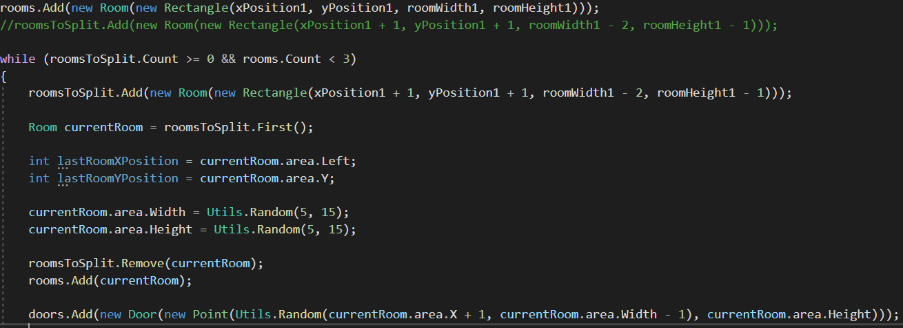 rooms.Add(new Room(new Rectangle(xPosition1, yPosition1, roomWidth1, roomHeight1)));
//roomsToSplit.Add(new Room(new Rectangle(xPosition1 + 1, yPosition1 + 1, roomWidth1 - 2, roomHeight1 - 1)));
while (roomsToSplit.Count >= 0 && rooms.Count < 3)
{
roomsToSplit.Add(new Room(new Rectangle(xPosition1 + 1, yPosition1 + 1, roomWidth1 - 2, roomHeight1 - 1)));
Room currentRoom = roomsToSplit.First();
int lastRoomXPosition = currentRoom.area.Left;
int lastRoomYPosition = currentRoom.area.Y;
currentRoom.area.Width = Utils.Random(5, 15);
currentRoom.area.Height = Utils.Random(5, 15);
roomsToSplit.Remove(currentRoom);
rooms.Add(currentRoom);
doors.Add(new Door(new Point(Utils.Random(currentRoom.area.X + 1, currentRoom.area.Width - 1), currentRoom.area.Height)));